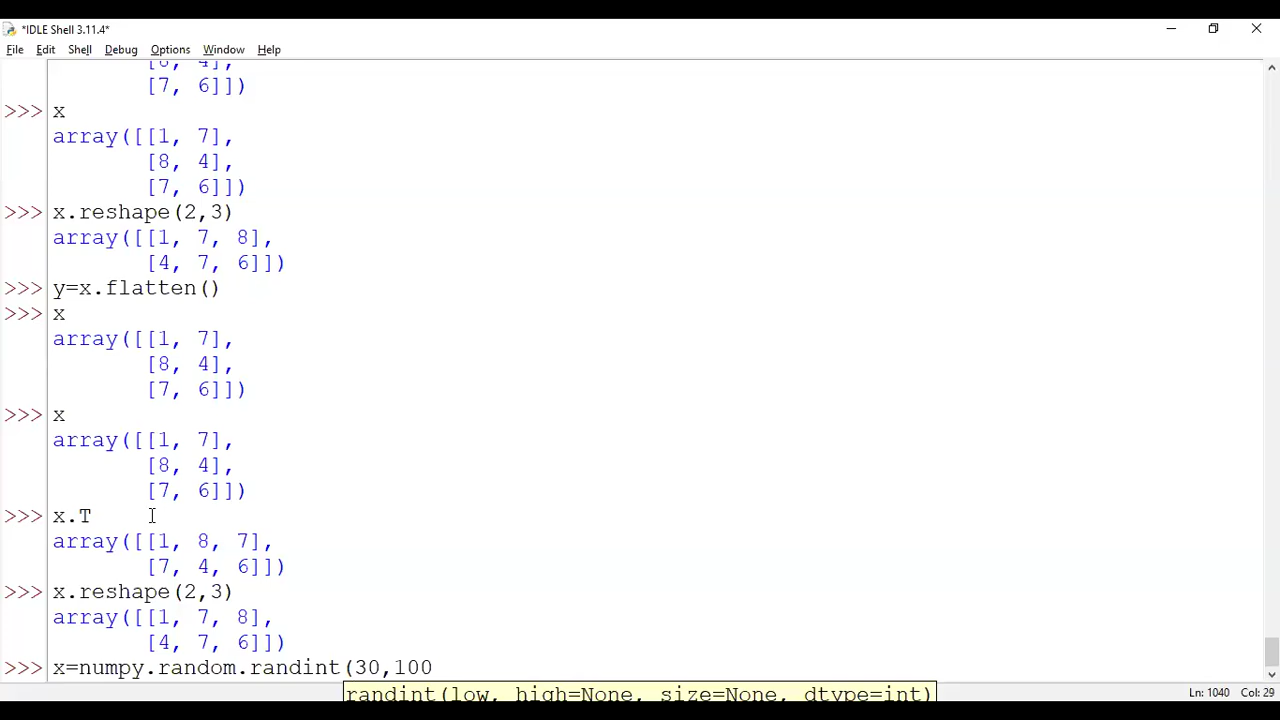 *IDLE Shell 3.11.4*
File Edit Shell Debug Options Window Help
[8, 4],
[7, 6]])
>>> x
array([[1, 7],
[8, 4],
[7, 6]])
>>> x.reshape(2,3)
array([[1, 7, 8],
[4, 7, 6]])
>>> y=x.flatten()
>>> x
array([[1, 7],
[8, 4],
[7, 6]])
>>> x
array([[1, 7],
[8, 4],
[7, 6]])
>>> x.T
array([[1, 8, 7],
[7, 4, 6]])
>>> x.reshape(2,3)
array([[1, 7, 8],
[4, 7, 6]])
>>> x=numpy.random.randint(30,100
randint(low, high=None, size=None, dtype=int)
Ln: 1040 Col: 29